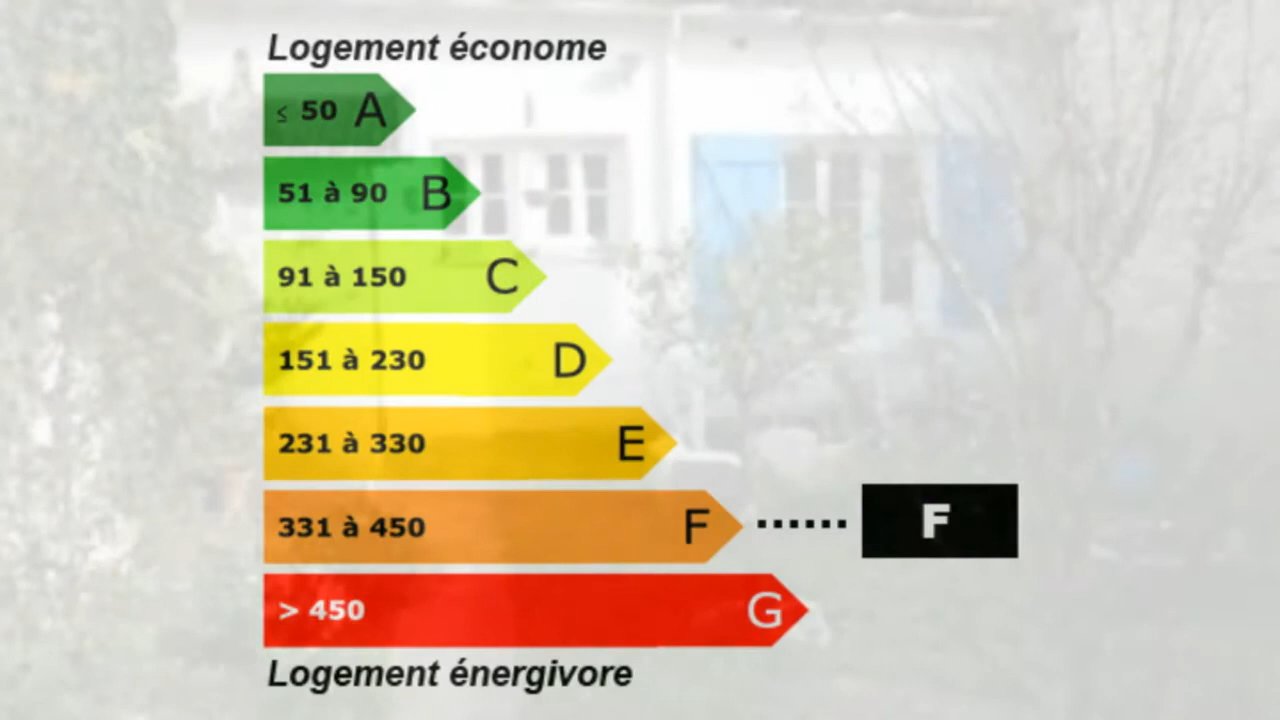 Logement économe
≤ 50 A
51 à 90 B
91 à 150 C
151 à 230 D
231 à 330 E
331 à 450 F F
> 450 G
Logement énergivore